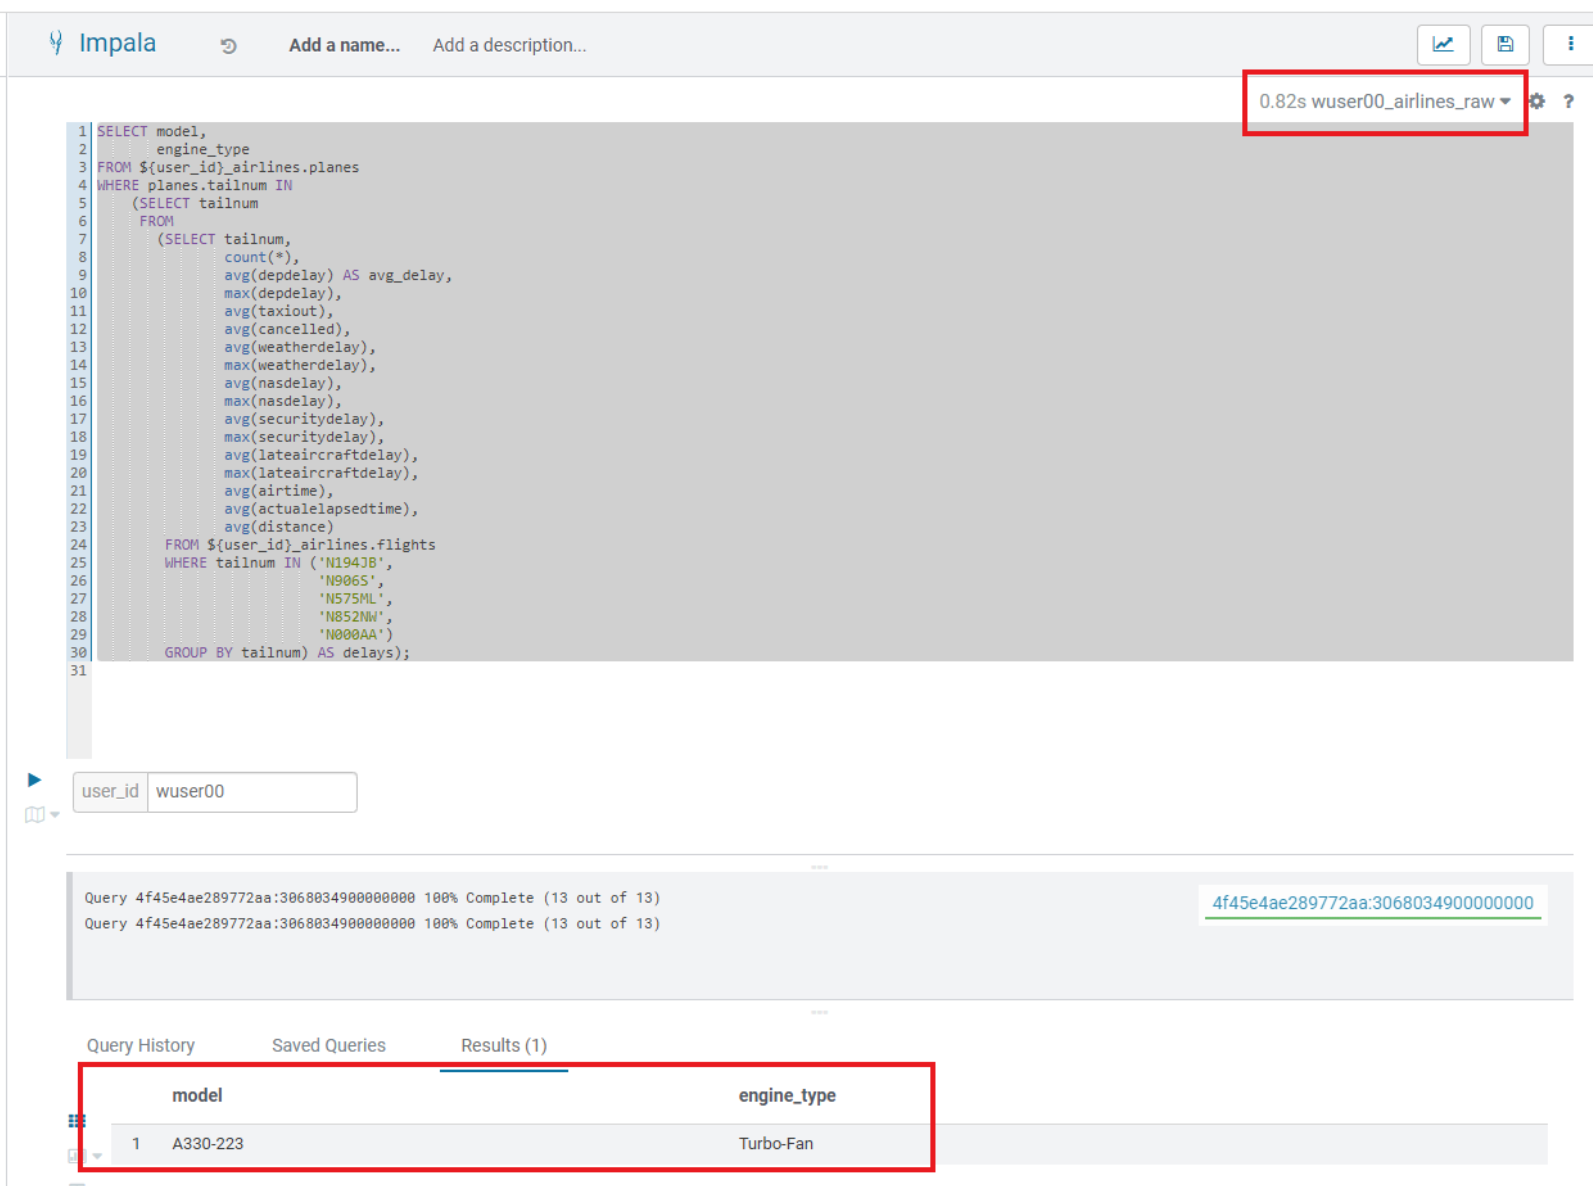 Impala Add a name... Add a description...
0.82s wuser00_airlines_raw ?
1 SELECT model,
2 engine_type
3 FROM ${user_id}_airlines.planes
4 WHERE planes.tailnum IN
5 (SELECT tailnum
6 FROM
7 (SELECT tailnum,
8 count(*),
9 avg(depdelay) AS avg_delay,
10 max(depdelay),
11 avg(taxiout),
12 avg(cancelled),
13 avg(weatherdelay),
14 max(weatherdelay),
15 avg(nasdelay),
16 max(nasdelay),
17 avg(securitydelay),
18 max(securitydelay),
19 avg(lateaircraftdelay),
20 max(lateaircraftdelay),
21 avg(airtime),
22 avg(actualelapsedtime),
23 avg(distance)
24 FROM ${user_id}_airlines.flights
25 WHERE tailnum IN ('N194JB',
26 'N906S',
27 'N575ML',
28 'N852NW',
29 'N000AA')
30 GROUP BY tailnum) AS delays);
31
user_id wuser00
Query 4f45e4ae289772aa:3068034900000000 100% Complete (13 out of 13)
4f45e4ae289772aa:3068034900000000
Query 4f45e4ae289772aa:3068034900000000 100% Complete (13 out of 13)
Query History Saved Queries Results (1)
model engine_type
1 A330-223 Turbo-Fan